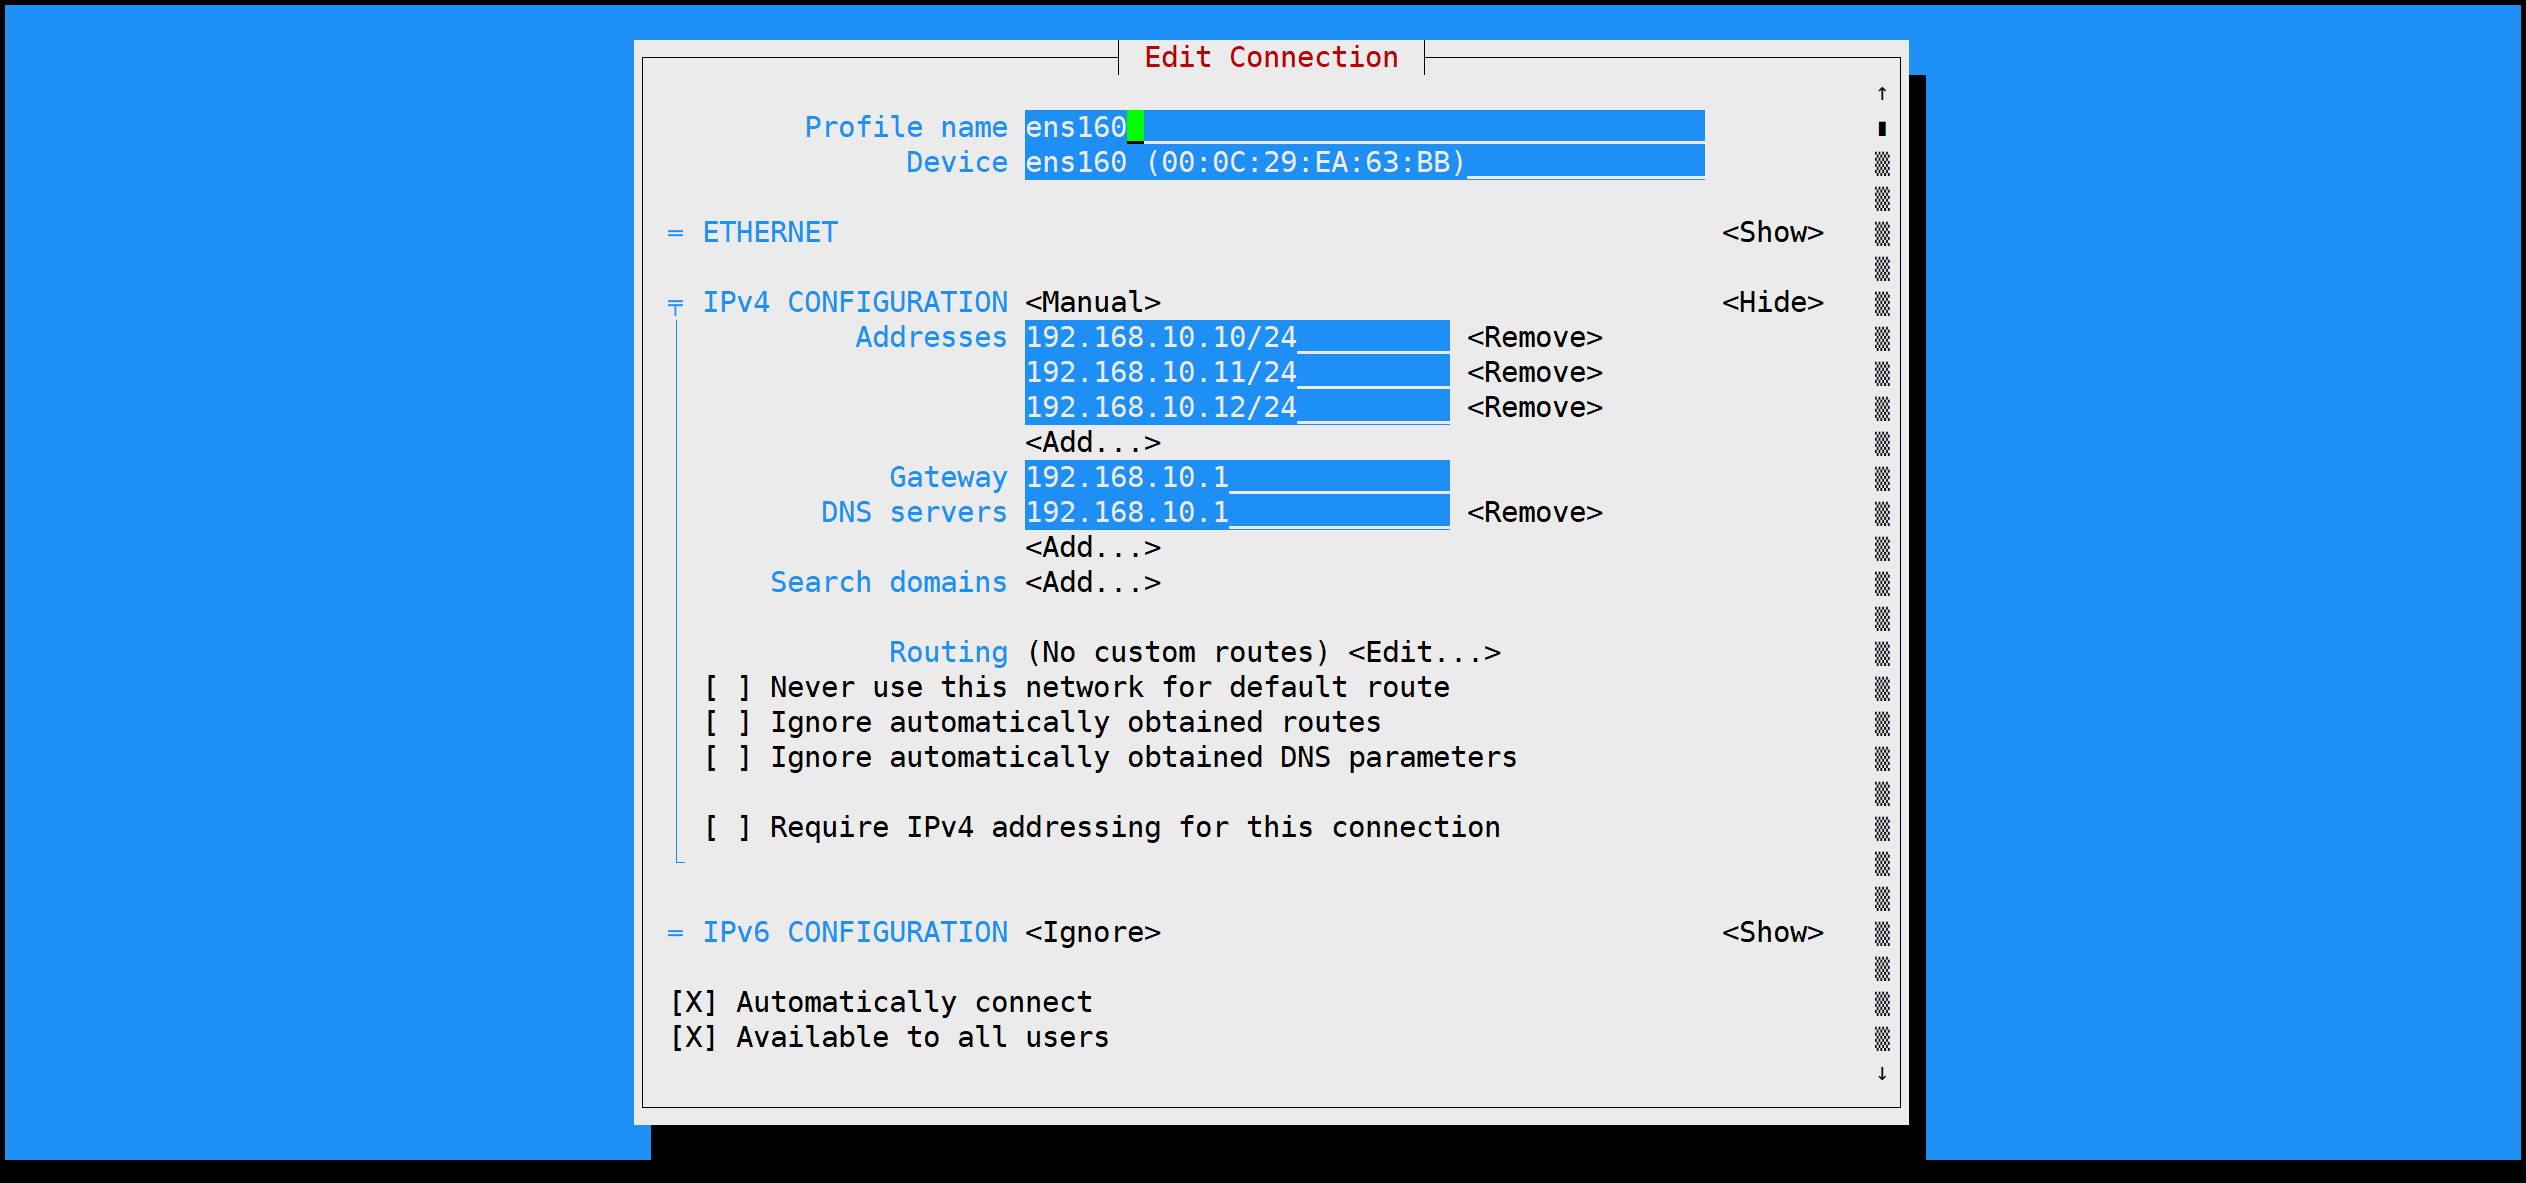 Edit Connection
Profile name ens160
Device ens160 (00:0C:29:EA:63:BB)
= ETHERNET <Show>
IPv4 CONFIGURATION <Manual> <Hide>
Addresses 192.168.10.10/24 <Remove>
192.168.10.11/24 <Remove>
192.168.10.12/24 <Remove>
<Add...>
Gateway 192.168.10.1
DNS servers 192.168.10.1 <Remove>
<Add...>
Search domains <Add...>
Routing (No custom routes) <Edit...>
[ ] Never use this network for default route
[ ] Ignore automatically obtained routes
[ ] Ignore automatically obtained DNS parameters
[ ] Require IPv4 addressing for this connection
= IPv6 CONFIGURATION <Ignore> <Show>
[X] Automatically connect
[X] Available to all users